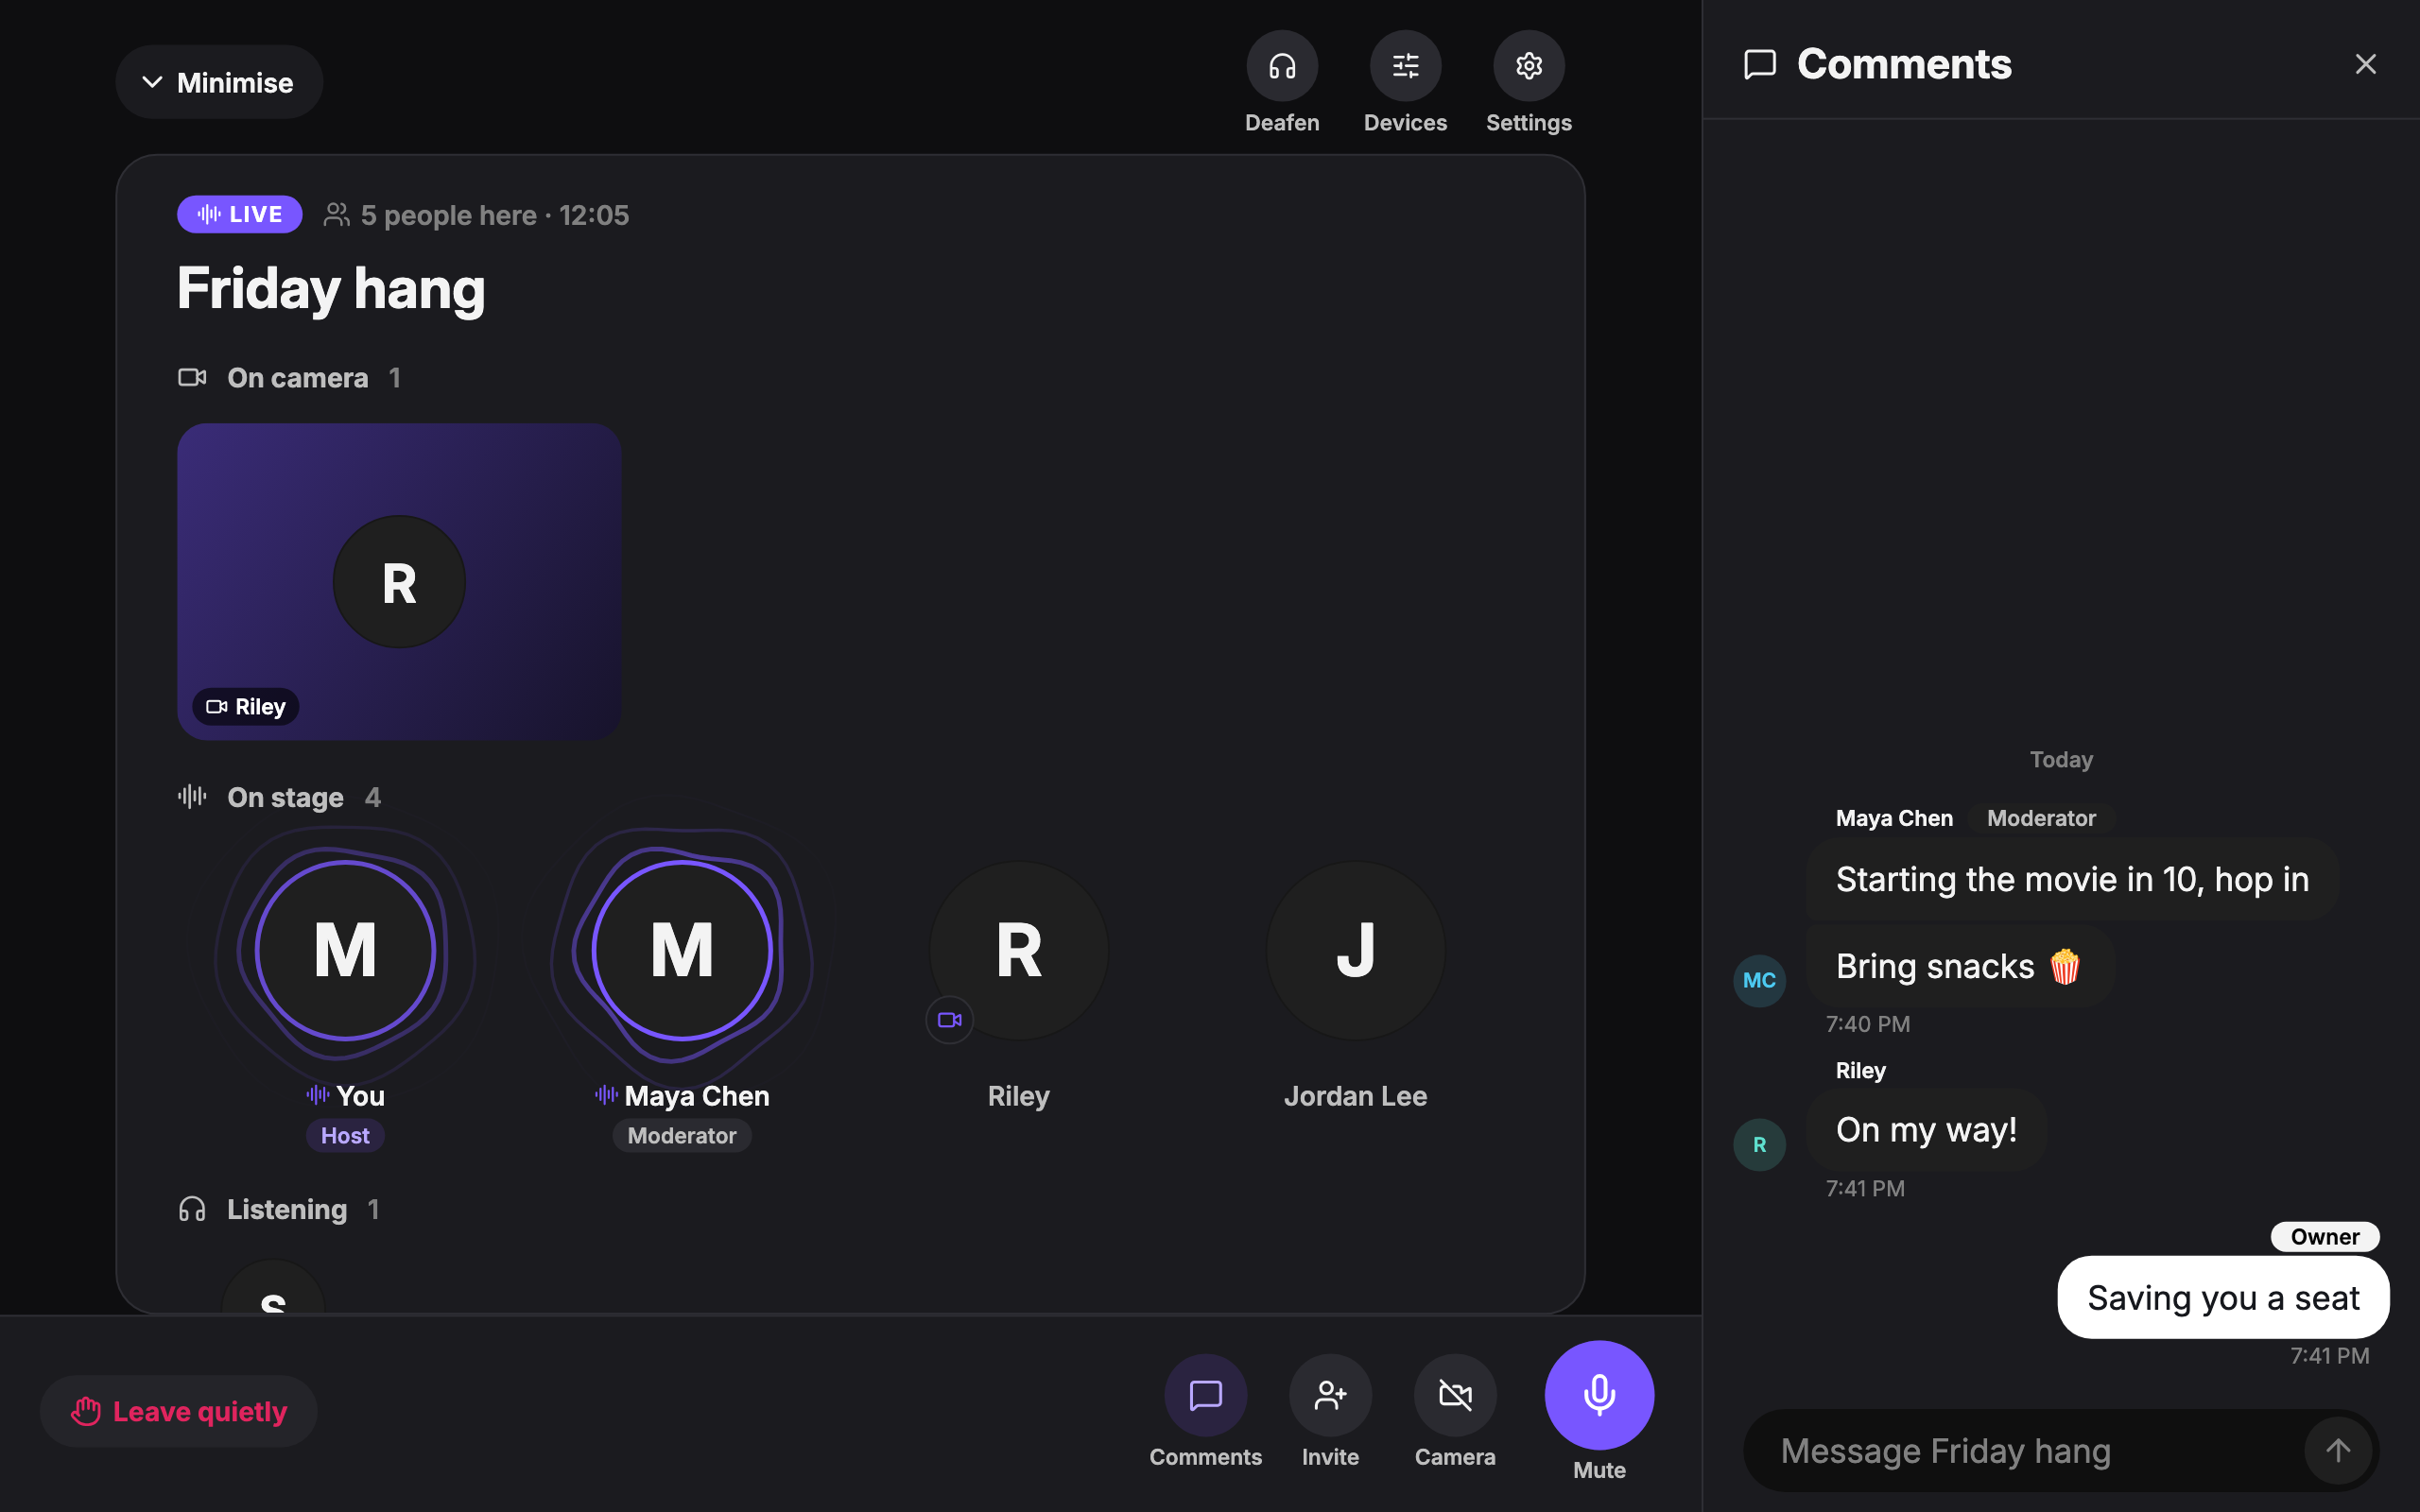 Minimise
Deafen
Devices
Settings
LIVE
5 people here · 12:05
Friday hang
On camera 1
R
Riley
On stage 4
M
M
R
J
You
Maya Chen
Riley
Jordan Lee
Host
Moderator
Listening 1
S
Leave quietly
Comments
Invite
Camera
Mute
Comments
Today
Maya Chen Moderator
Starting the movie in 10, hop in
Bring snacks 🍿
MC
7:40 PM
Riley
On my way!
R
7:41 PM
Owner
Saving you a seat
7:41 PM
Message Friday hang